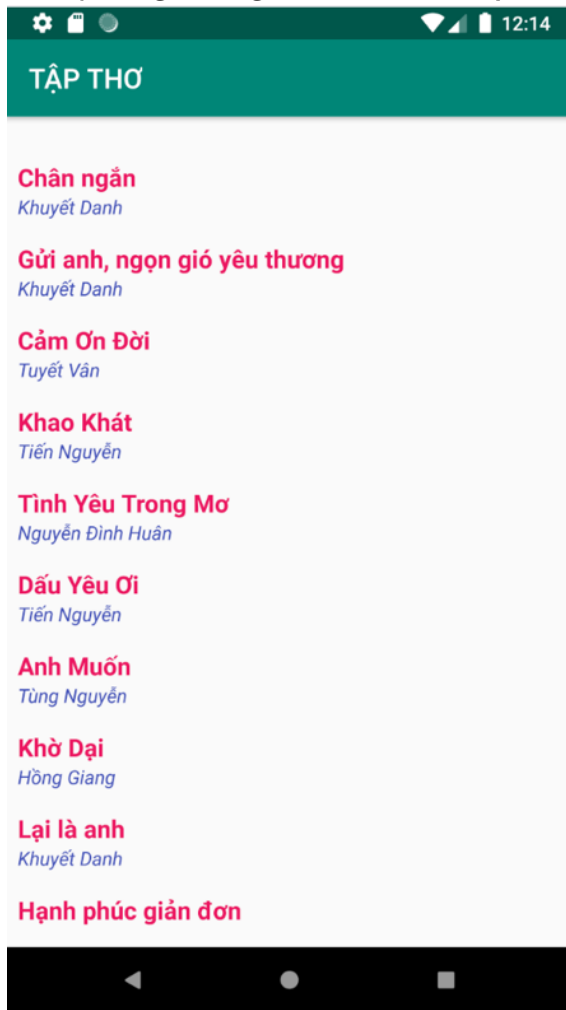 12:14
TẬP THƠ
Chân ngắn
Khuyết Danh
Gửi anh, ngọn gió yêu thương
Khuyết Danh
Cảm Ơn Đời
Tuyết Vân
Khao Khát
Tiến Nguyễn
Tình Yêu Trong Mơ
Nguyễn Đình Huân
Dấu Yêu Ơi
Tiến Nguyễn
Anh Muốn
Tùng Nguyễn
Khờ Dại
Hồng Giang
Lại là anh
Khuyết Danh
Hạnh phúc giản đơn